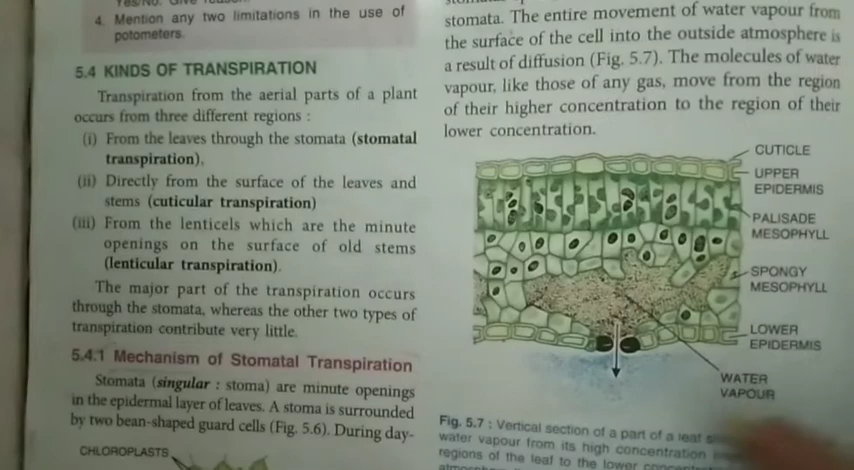 4. Mention any two limitations in the use of
potometers.
5.4 KINDS OF TRANSPIRATION
Transpiration from the aerial parts of a plant
occurs from three different regions :
(i) From the leaves through the stomata (stomatal
transpiration),
(ii) Directly from the surface of the leaves and
stems (cuticular transpiration)
(iii) From the lenticels which are the minute
openings on the surface of old stems
(lenticular transpiration).
The major part of the transpiration occurs
through the stomata, whereas the other two types of
transpiration contribute very little.
5.4.1 Mechanism of Stomatal Transpiration
Stomata (singular : stoma) are minute openings
in the epidermal layer of leaves. A stoma is surrounded
by two bean-shaped guard cells (Fig. 5.6). During day-
CHLOROPLASTS
stomata. The entire movement of water vapour from
the surface of the cell into the outside atmosphere is
a result of diffusion (Fig. 5.7). The molecules of water
vapour, like those of any gas, move from the region
of their higher concentration to the region of their
lower concentration.
CUTICLE
UPPER
EPIDERMIS
PALISADE
MESOPHYLL
SPONGY
MESOPHYLL
LOWER
EPIDERMIS
WATER
VAPOUR
Fig. 5.7 : Vertical section of a part of a leaf
water vapour from its high concentration
regions of the leaf to the lower